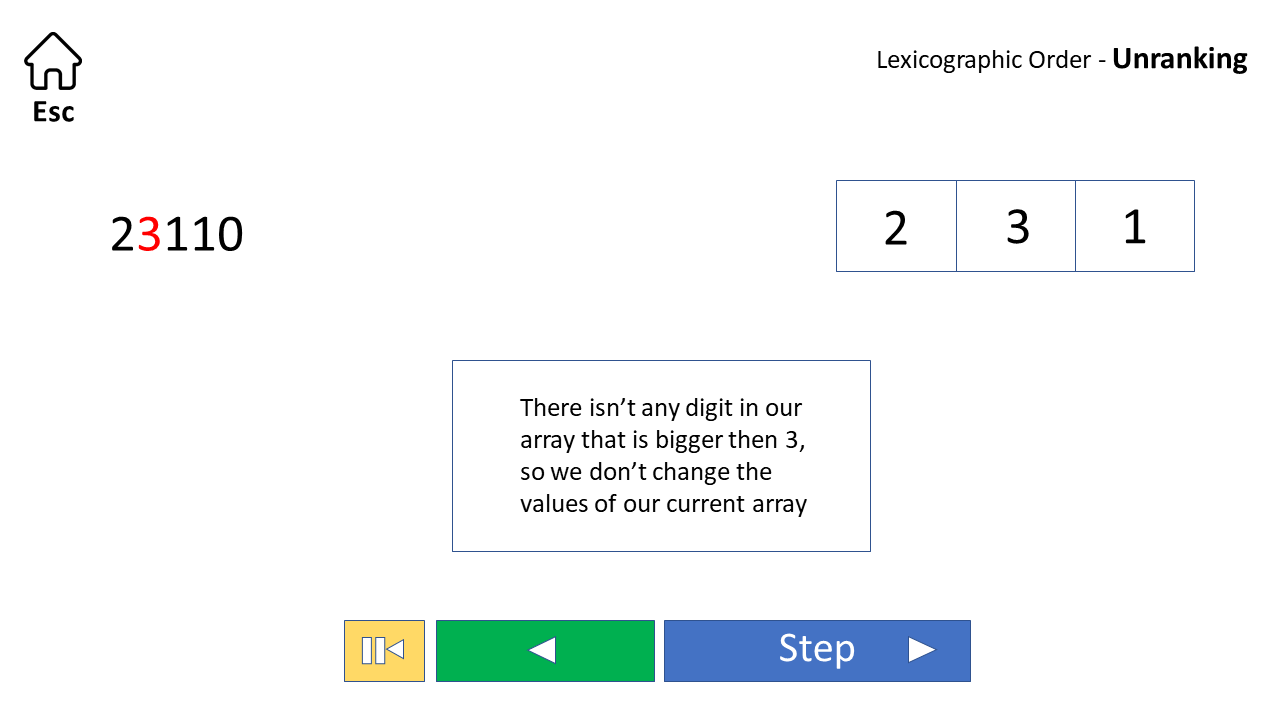 Lexicographic Order - Unranking
Esc
23110
2 3 1
There isn’t any digit in our
array that is bigger then 3,
so we don’t change the
values of our current array
Step